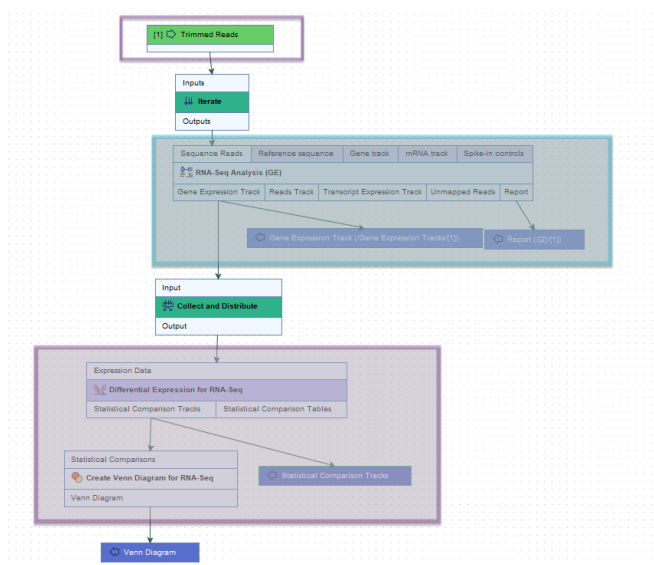 [1] Trimmed Reads
Inputs
Iterate
Outputs
Sequence Reads Reference sequence Gene track mRNA track Spike-in controls
RNA-Seq Analysis (GE)
Gene Expression Track Reads Track Transcript Expression Track Unmapped Reads Report
Gene Expression Track (/Gene Expression Tracks/{1}) Report (/{2}/{1})
Input
Collect and Distribute
Output
Expression Data
Differential Expression for RNA-Seq
Statistical Comparison Tracks Statistical Comparison Tables
Statistical Comparisons
Create Venn Diagram for RNA-Seq Statistical Comparison Tracks
Venn Diagram
Venn Diagram